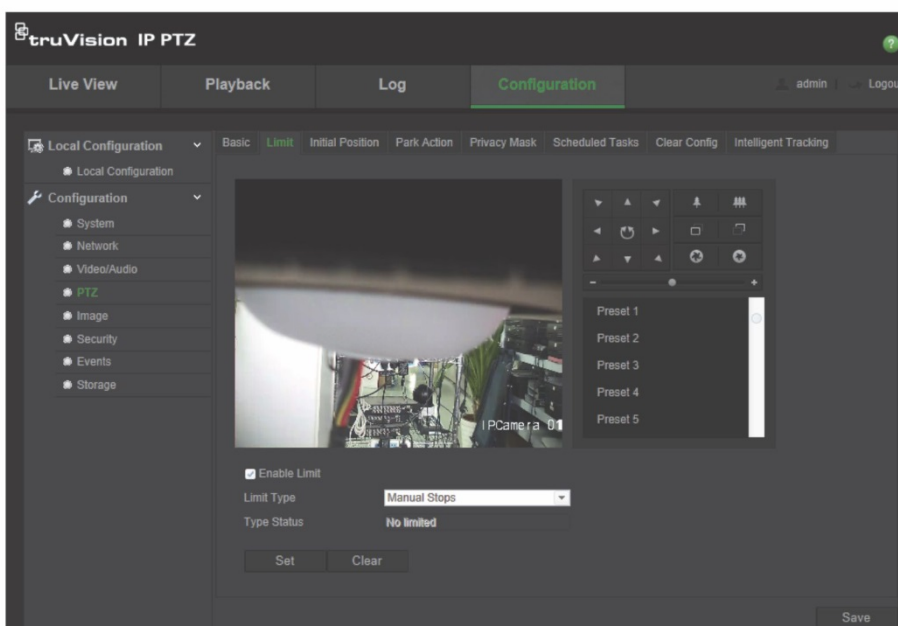 truVision IP PTZ
?
Live View Playback Log Configuration admin Logou
Local Configuration Basic Limit Initial Position Park Action Privacy Mask Scheduled Tasks Clear Config Intelligent Tracking
Local Configuration
Configuration
System
Network
Video/Audio
PTZ
Image
Security
Events
Storage
Preset 1
Preset 2
Preset 3
Preset 4
Preset 5
IPCamera 01
Enable Limit
Limit Type Manual Stops
Type Status No limited
Set Clear
Save